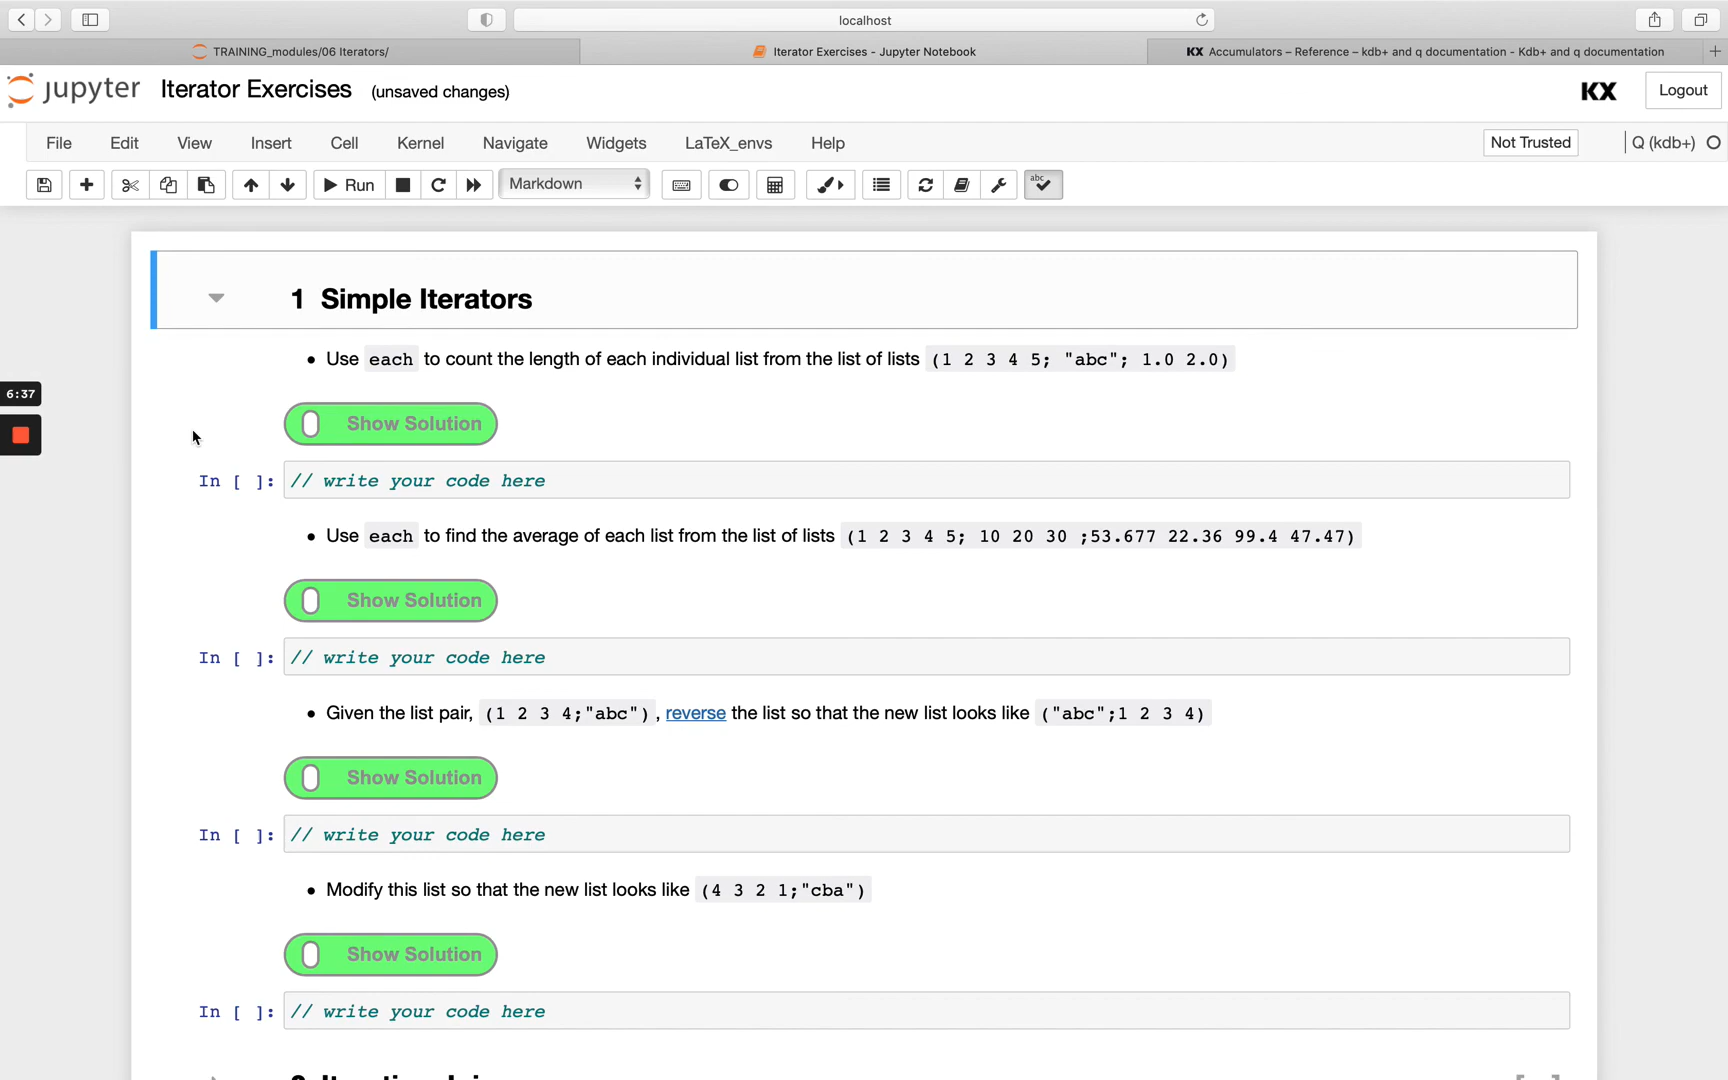 localhost
TRAINING_modules/06 Iterators/
Iterator Exercises - Jupyter Notebook
KX Accumulators – Reference – kdb+ and q documentation - Kdb+ and q documentation
jupyter Iterator Exercises (unsaved changes)
KX
Logout
File Edit View Insert Cell Kernel Navigate Widgets LaTeX_envs Help
Not Trusted
Q (kdb+)
Run
Markdown
abc
1 Simple Iterators
• Use each to count the length of each individual list from the list of lists (1 2 3 4 5; "abc"; 1.0 2.0)
6:37
Show Solution
In [ ]: // write your code here
• Use each to find the average of each list from the list of lists (1 2 3 4 5; 10 20 30 ;53.677 22.36 99.4 47.47)
Show Solution
In [ ]: // write your code here
• Given the list pair, (1 2 3 4;"abc") , reverse the list so that the new list looks like ("abc";1 2 3 4)
Show Solution
In [ ]: // write your code here
• Modify this list so that the new list looks like (4 3 2 1;"cba")
Show Solution
In [ ]: // write your code here